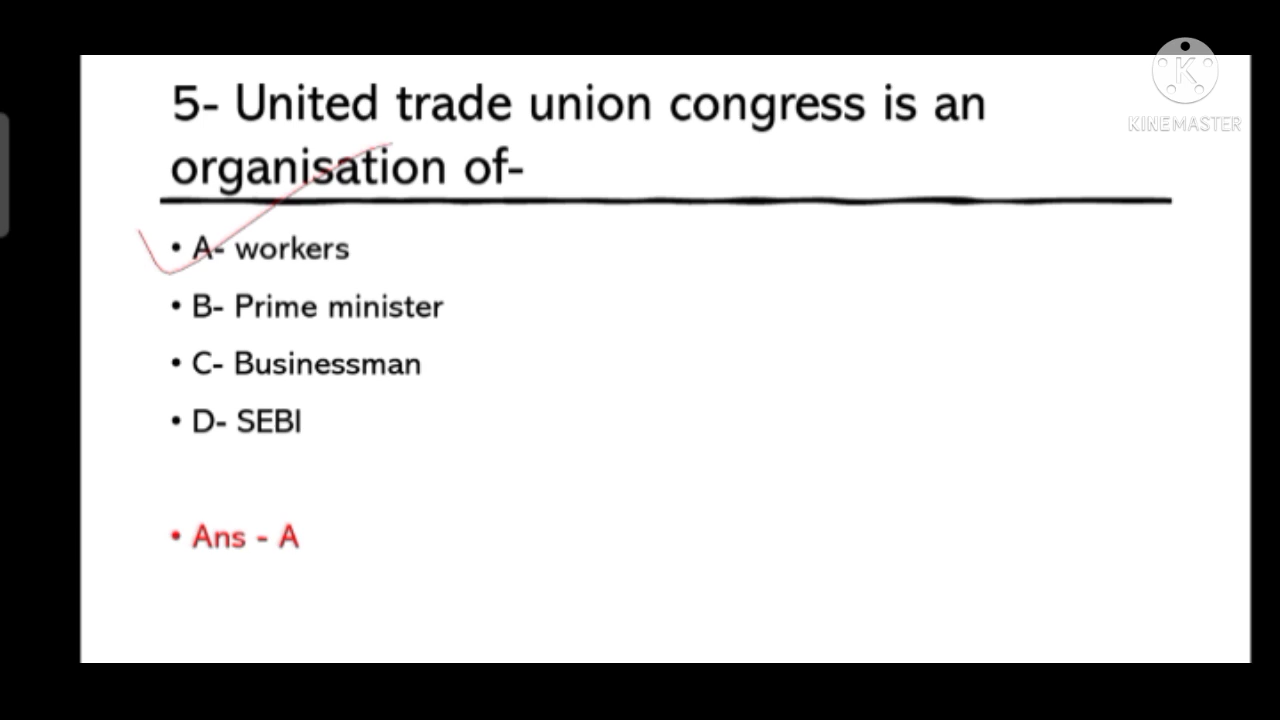 5- United trade union congress is an
organisation of-
• A- workers
• B- Prime minister
• C- Businessman
• D- SEBI
• Ans - A
K
KINEMASTER